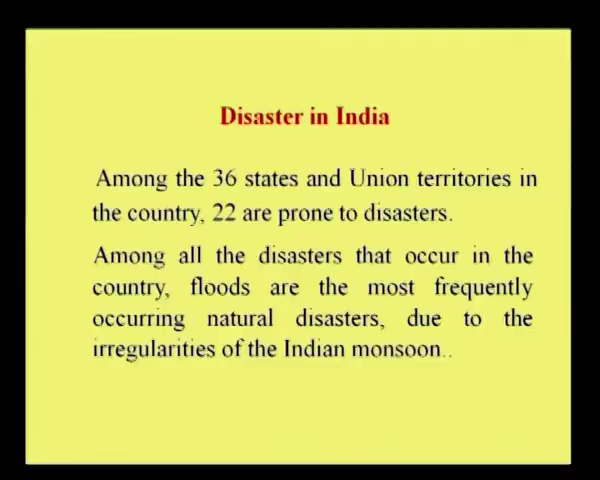 Disaster in India
Among the 36 states and Union territories in
the country, 22 are prone to disasters.
Among all the disasters that occur in the
country, floods are the most frequently
occurring natural disasters, due to the
irregularities of the Indian monsoon..